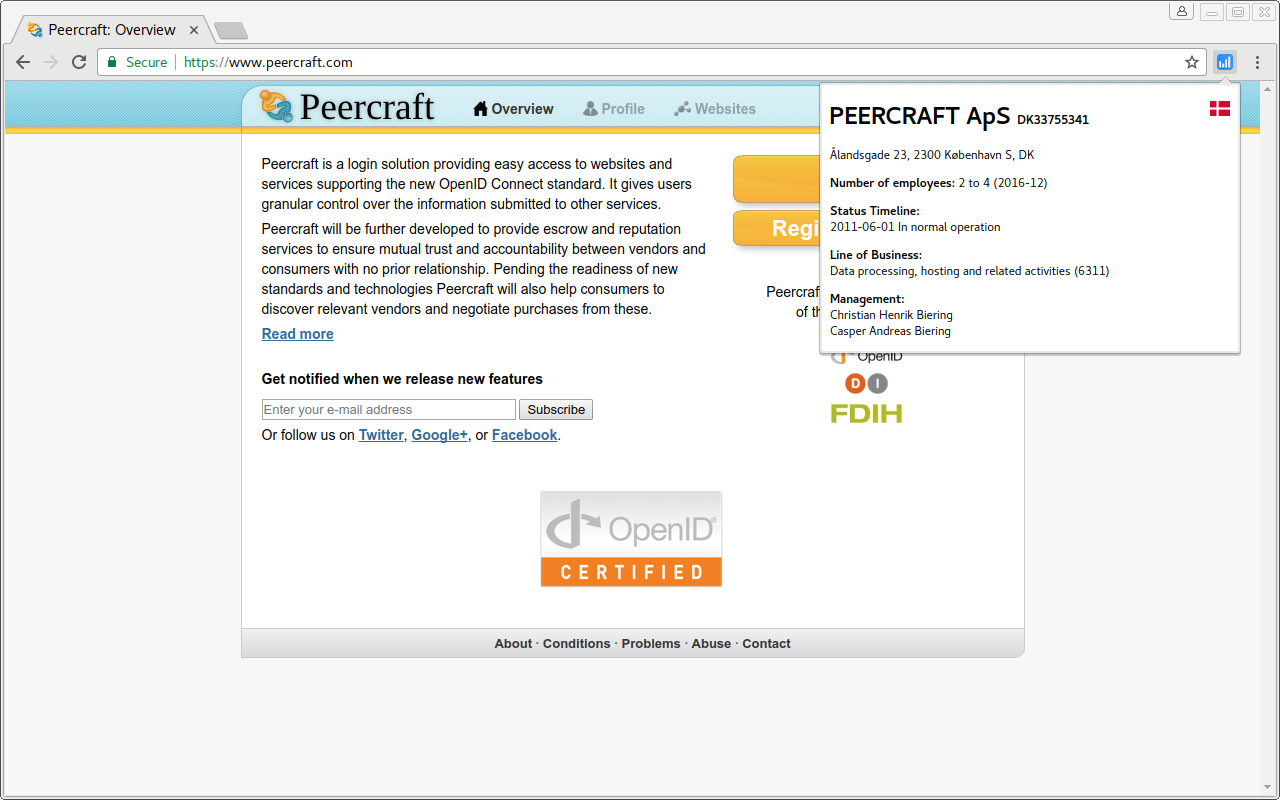 Peercraft: Overview
Secure https://www.peercraft.com
Peercraft Overview Profile Websites
Peercraft is a login solution providing easy access to websites and
services supporting the new OpenID Connect standard. It gives users
granular control over the information submitted to other services.
Peercraft will be further developed to provide escrow and reputation
services to ensure mutual trust and accountability between vendors and
consumers with no prior relationship. Pending the readiness of new
standards and technologies Peercraft will also help consumers to
discover relevant vendors and negotiate purchases from these.
Read more
Get notified when we release new features
Enter your e-mail address Subscribe
Or follow us on Twitter, Google+, or Facebook.
of
OpenID
D I
FDIH
PEERCRAFT ApS DK33755341
Ålandsgade 23, 2300 København S, DK
Number of employees: 2 to 4 (2016-12)
Status Timeline:
2011-06-01 In normal operation
Line of Business:
Data processing, hosting and related activities (6311)
Management:
Christian Henrik Biering
Casper Andreas Biering
OpenID®
CERTIFIED
About · Conditions · Problems · Abuse · Contact